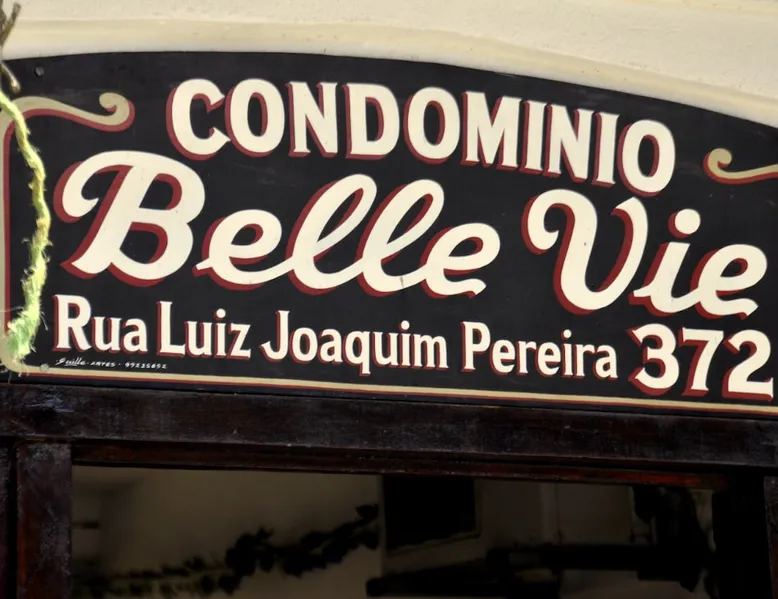 CONDOMINIO
Belle Vie
Rua Luiz Joaquim Pereira 372